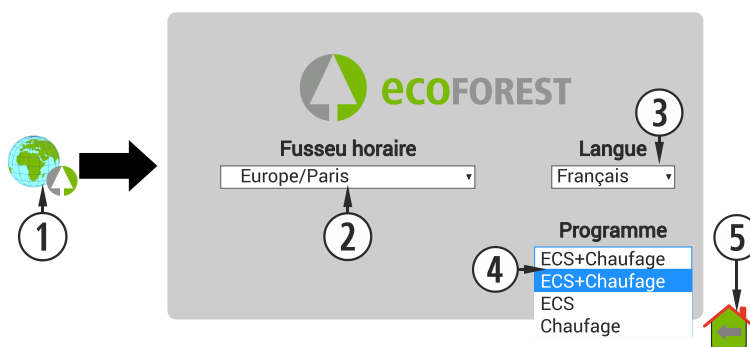 ecoFOREST
3
Fusseu horaire
Langue
Europe/Paris
Français
1
2
Programme
5
4
ECS+Chaufage
ECS+Chaufage
ECS
Chaufage